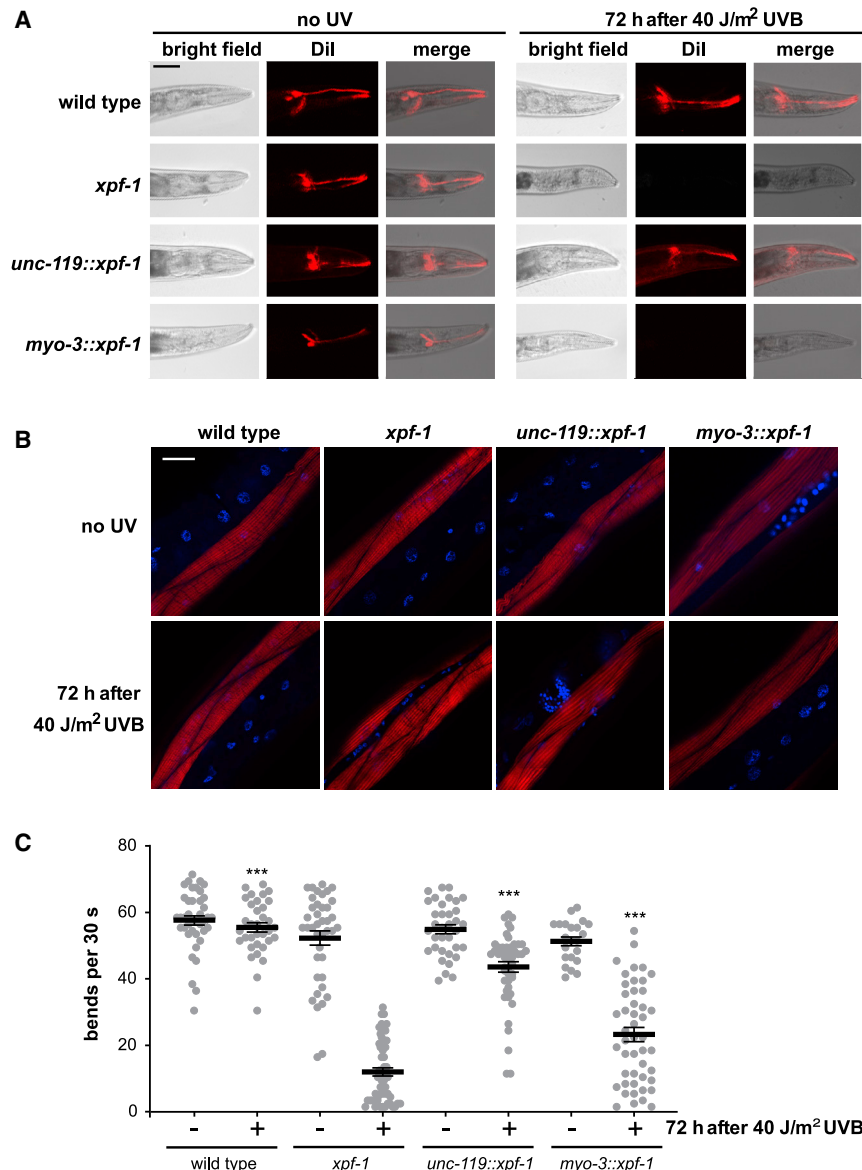 A
no UV
72 h after 40 J/m² UVB
bright field DiI merge
bright field DiI merge
wild type
xpf-1
unc-119::xpf-1
myo-3::xpf-1
B
wild type xpf-1 unc-119::xpf-1 myo-3::xpf-1
no UV
72 h after
40 J/m² UVB
C
bends per 30 s
80
60
40
20
0
*** *** ***
- + - + - + - + 72 h after 40 J/m² UVB
wild type xpf-1 unc-119::xpf-1 myo-3::xpf-1